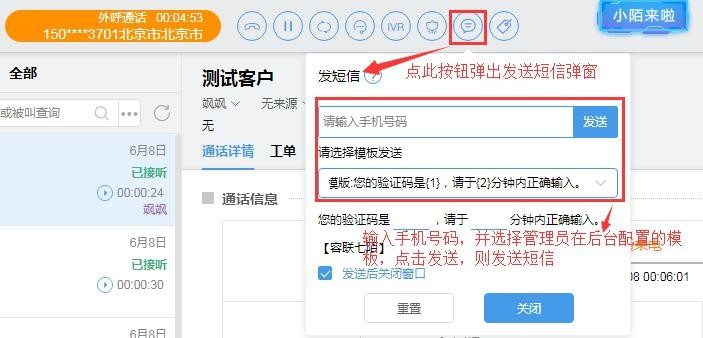 外呼通话 00:04:53
150****3701北京市北京市
IVR
小陌来啦
全部
或被叫查询
6月8日
已接听
00:00:24
飒飒
6月8日
已接听
00:00:30
6月8日
测试客户
飒飒
无来源
无
通话详情 工单
通话信息
发短信
点此按钮弹出发送短信弹窗
请输入手机号码
发送
请选择模板发送
模版:您的验证码是{1}，请于{2}分钟内正确输入。
您的验证码是 ，请于 分钟内正确输入。
【容联七陌】
输入手机号码，并选择管理员在后台配置的模
板，点击发送，则发送短信
发送后关闭窗口
重置
关闭
来电
08 00:06:01